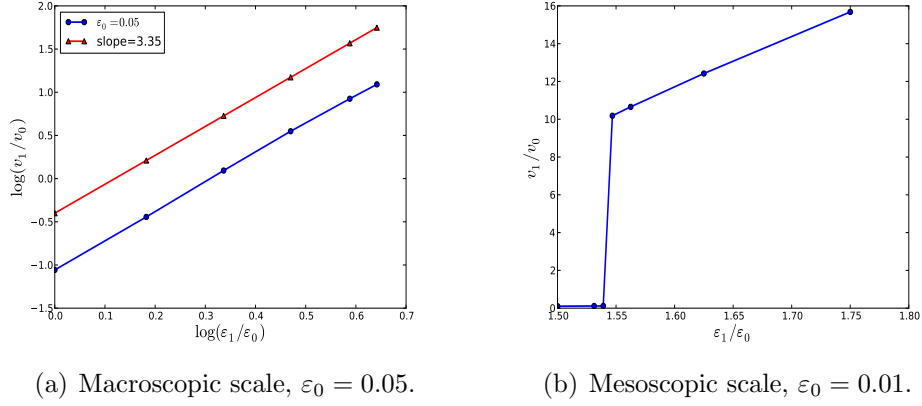 2.0
1.5
1.0
0.5
0.0
−0.5
−1.0
−1.5
log(v₁/v₀)
ε₀ =0.05
slope=3.35
0.0 0.1 0.2 0.3 0.4 0.5 0.6 0.7
log(ε₁/ε₀)
16
14
12
10
8
6
4
2
0
v₁/v₀
1.50 1.55 1.60 1.65 1.70 1.75 1.80
ε₁/ε₀
(a) Macroscopic scale, ε₀ = 0.05.
(b) Mesoscopic scale, ε₀ = 0.01.